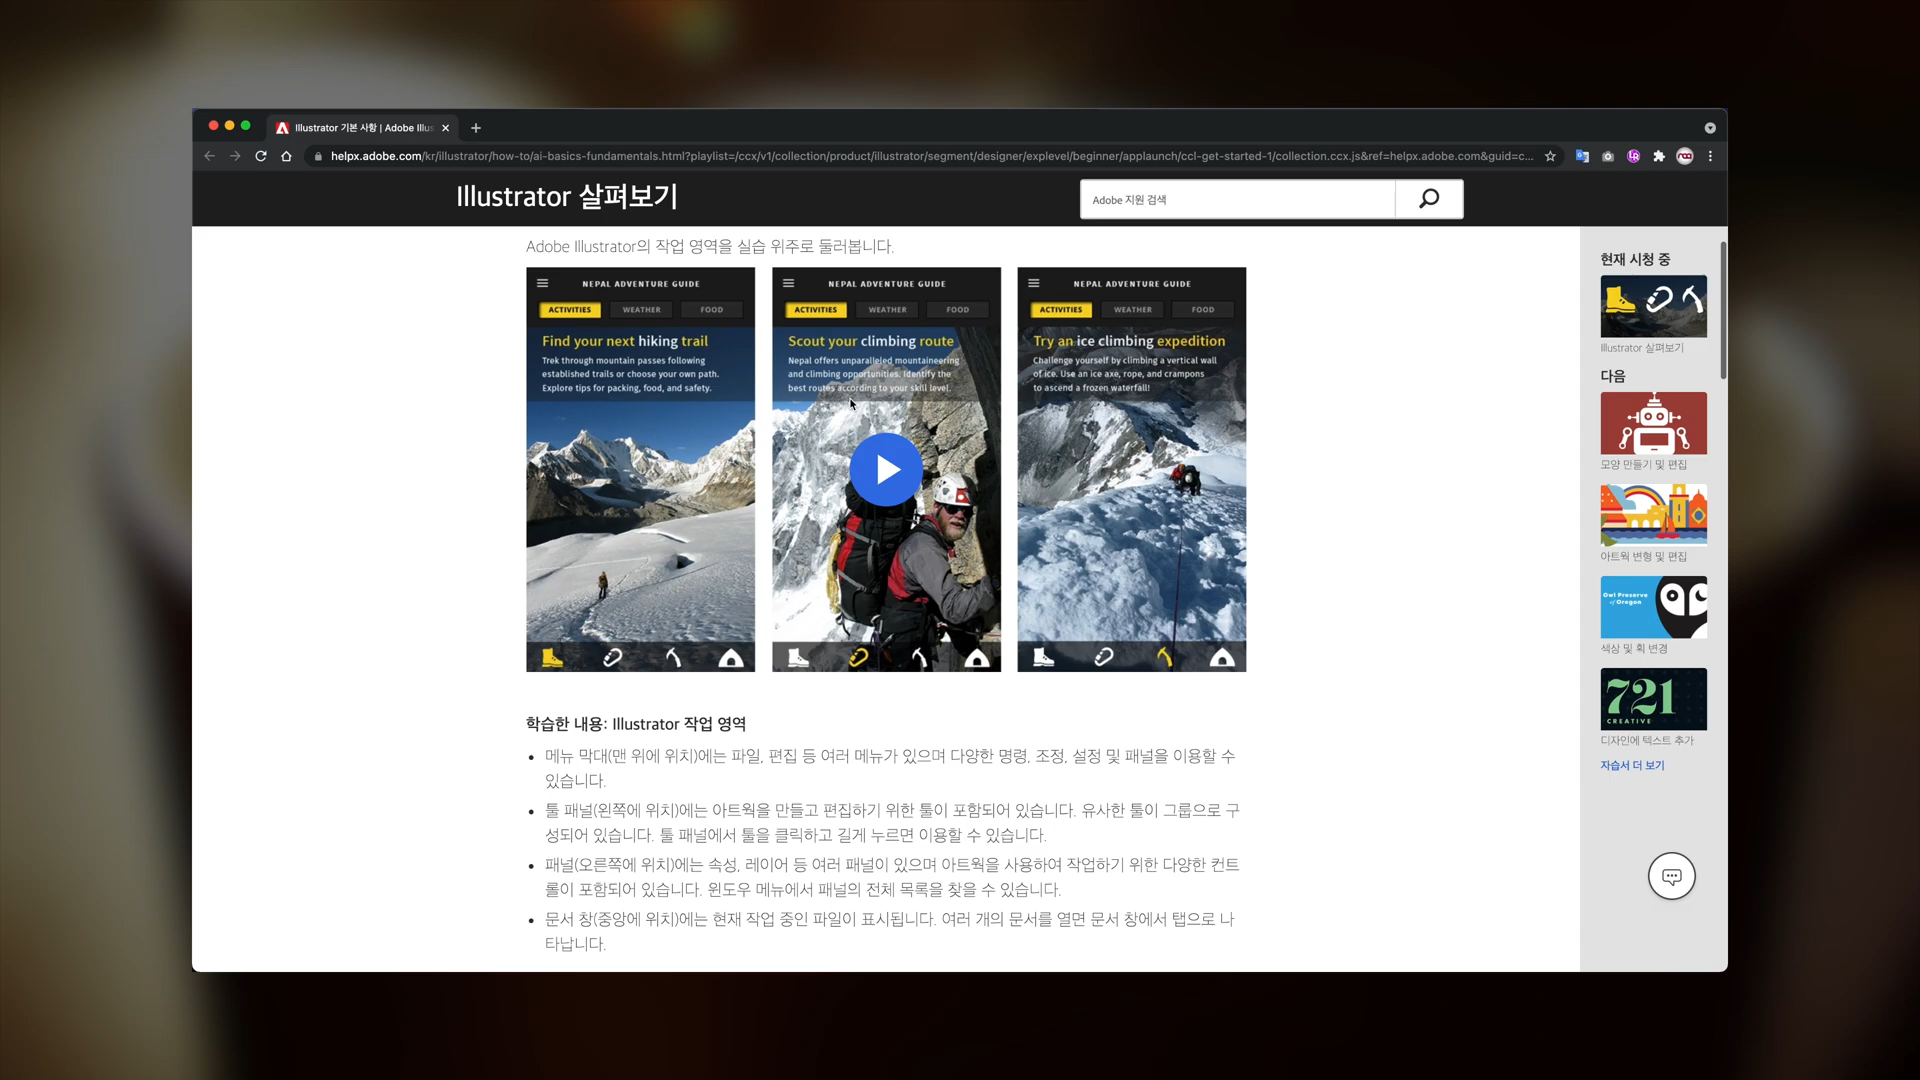 Illustrator 기본 사항 | Adobe Illus
helpx.adobe.com/kr/illustrator/how-to/ai-basics-fundamentals.html?playlist=/ccx/v1/collection/product/illustrator/segment/designer/explevel/beginner/applaunch/ccl-get-started-1/collection.ccx.js&ref=helpx.adobe.com&guid=c...
Illustrator 살펴보기
Adobe 지원 검색
Adobe Illustrator의 작업 영역을 실습 위주로 둘러봅니다.
NEPAL ADVENTURE GUIDE
ACTIVITIES WEATHER FOOD
Find your next hiking trail
Trek through mountain passes following
established trails or choose your own path.
Explore tips for packing, food, and safety.
NEPAL ADVENTURE GUIDE
ACTIVITIES WEATHER FOOD
Scout your climbing route
Nepal offers unparalleled mountaineering
and climbing opportunities. Identify the
best routes according to your skill level.
NEPAL ADVENTURE GUIDE
ACTIVITIES WEATHER FOOD
Try an ice climbing expedition
Challenge yourself by climbing a vertical wall
of ice. Use an ice axe, rope, and crampons
to ascend a frozen waterfall!
학습한 내용: Illustrator 작업 영역
메뉴 막대(맨 위에 위치)에는 파일, 편집 등 여러 메뉴가 있으며 다양한 명령, 조정, 설정 및 패널을 이용할 수
있습니다.
툴 패널(왼쪽에 위치)에는 아트웍을 만들고 편집하기 위한 툴이 포함되어 있습니다. 유사한 툴이 그룹으로 구
성되어 있습니다. 툴 패널에서 툴을 클릭하고 길게 누르면 이용할 수 있습니다.
패널(오른쪽에 위치)에는 속성, 레이어 등 여러 패널이 있으며 아트웍을 사용하여 작업하기 위한 다양한 컨트
롤이 포함되어 있습니다. 윈도우 메뉴에서 패널의 전체 목록을 찾을 수 있습니다.
문서 창(중앙에 위치)에는 현재 작업 중인 파일이 표시됩니다. 여러 개의 문서를 열면 문서 창에서 탭으로 나
타납니다.
현재 시청 중
Illustrator 살펴보기
다음
모양 만들기 및 편집
아트웍 변형 및 편집
Owl Preserve
of Oregon
색상 및 획 변경
721
CREATIVE
디자인에 텍스트 추가
자습서 더 보기